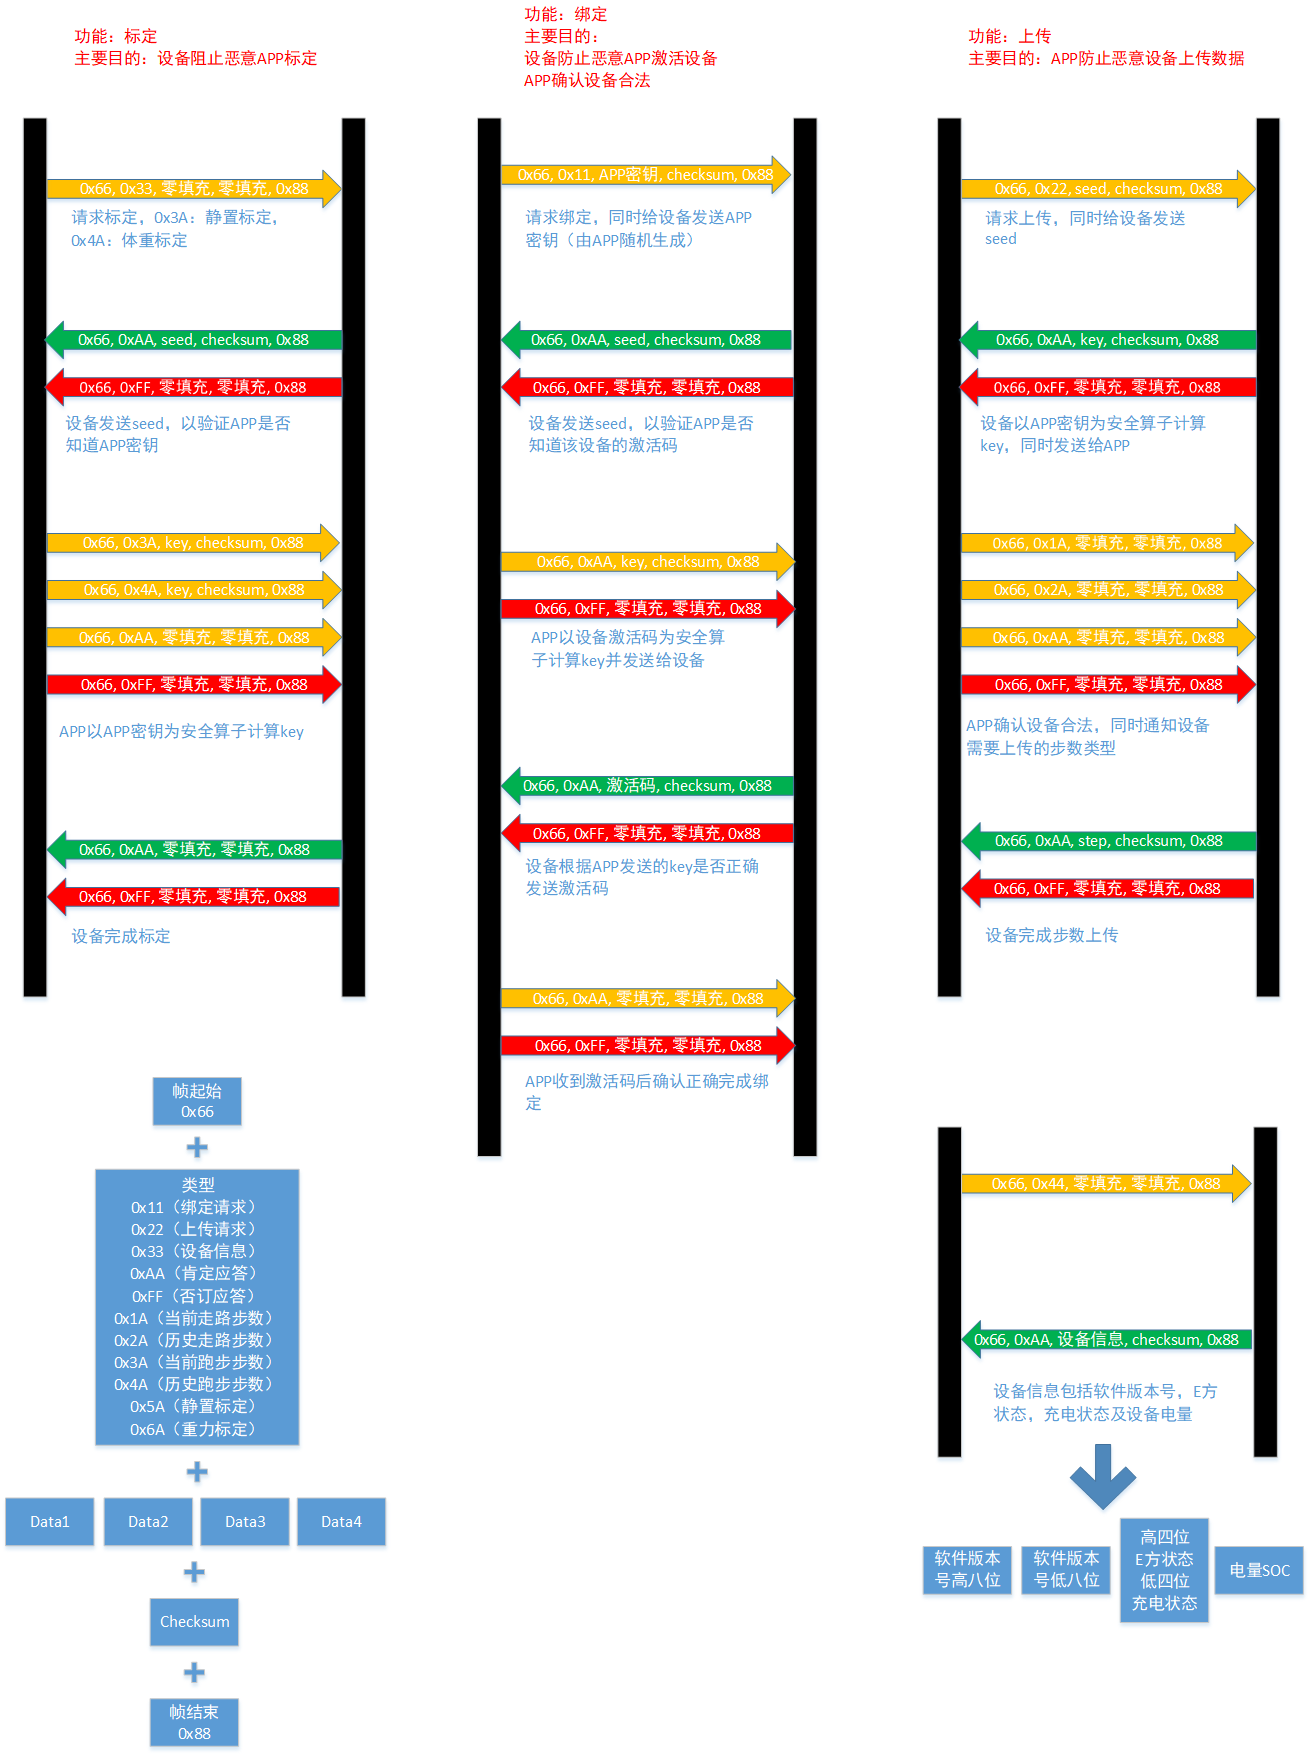 功能：标定
主要目的：设备阻止恶意APP标定
0x66, 0x33, 零填充, 零填充, 0x88
请求标定，0x3A：静置标定，
0x4A：体重标定
0x66, 0xAA, seed, checksum, 0x88
0x66, 0xFF, 零填充, 零填充, 0x88
设备发送seed，以验证APP是否
知道APP密钥
0x66, 0x3A, key, checksum, 0x88
0x66, 0x4A, key, checksum, 0x88
0x66, 0xAA, 零填充, 零填充, 0x88
0x66, 0xFF, 零填充, 零填充, 0x88
APP以APP密钥为安全算子计算key
0x66, 0xAA, 零填充, 零填充, 0x88
0x66, 0xFF, 零填充, 零填充, 0x88
设备完成标定
功能：绑定
主要目的：
设备防止恶意APP激活设备
APP确认设备合法
0x66, 0x11, APP密钥, checksum, 0x88
请求绑定，同时给设备发送APP
密钥（由APP随机生成）
0x66, 0xAA, seed, checksum, 0x88
0x66, 0xFF, 零填充, 零填充, 0x88
设备发送seed，以验证APP是否
知道该设备的激活码
0x66, 0xAA, key, checksum, 0x88
0x66, 0xFF, 零填充, 零填充, 0x88
APP以设备激活码为安全算
子计算key并发送给设备
0x66, 0xAA, 激活码, checksum, 0x88
0x66, 0xFF, 零填充, 零填充, 0x88
设备根据APP发送的key是否正确
发送激活码
0x66, 0xAA, 零填充, 零填充, 0x88
0x66, 0xFF, 零填充, 零填充, 0x88
APP收到激活码后确认正确完成绑
定
功能：上传
主要目的：APP防止恶意设备上传数据
0x66, 0x22, seed, checksum, 0x88
请求上传，同时给设备发送
seed
0x66, 0xAA, key, checksum, 0x88
0x66, 0xFF, 零填充, 零填充, 0x88
设备以APP密钥为安全算子计算
key，同时发送给APP
0x66, 0x1A, 零填充, 零填充, 0x88
0x66, 0x2A, 零填充, 零填充, 0x88
0x66, 0xAA, 零填充, 零填充, 0x88
0x66, 0xFF, 零填充, 零填充, 0x88
APP确认设备合法，同时通知设备
需要上传的步数类型
0x66, 0xAA, step, checksum, 0x88
0x66, 0xFF, 零填充, 零填充, 0x88
设备完成步数上传
帧起始
0x66
类型
0x11（绑定请求）
0x22（上传请求）
0x33（设备信息）
0xAA（肯定应答）
0xFF（否订应答）
0x1A（当前走路步数）
0x2A（历史走路步数）
0x3A（当前跑步步数）
0x4A（历史跑步步数）
0x5A（静置标定）
0x6A（重力标定）
Data1
Data2
Data3
Data4
Checksum
帧结束
0x88
0x66, 0x44, 零填充, 零填充, 0x88
0x66, 0xAA, 设备信息, checksum, 0x88
设备信息包括软件版本号，E方
状态，充电状态及设备电量
软件版本
号高八位
软件版本
号低八位
高四位
E方状态
低四位
充电状态
电量SOC